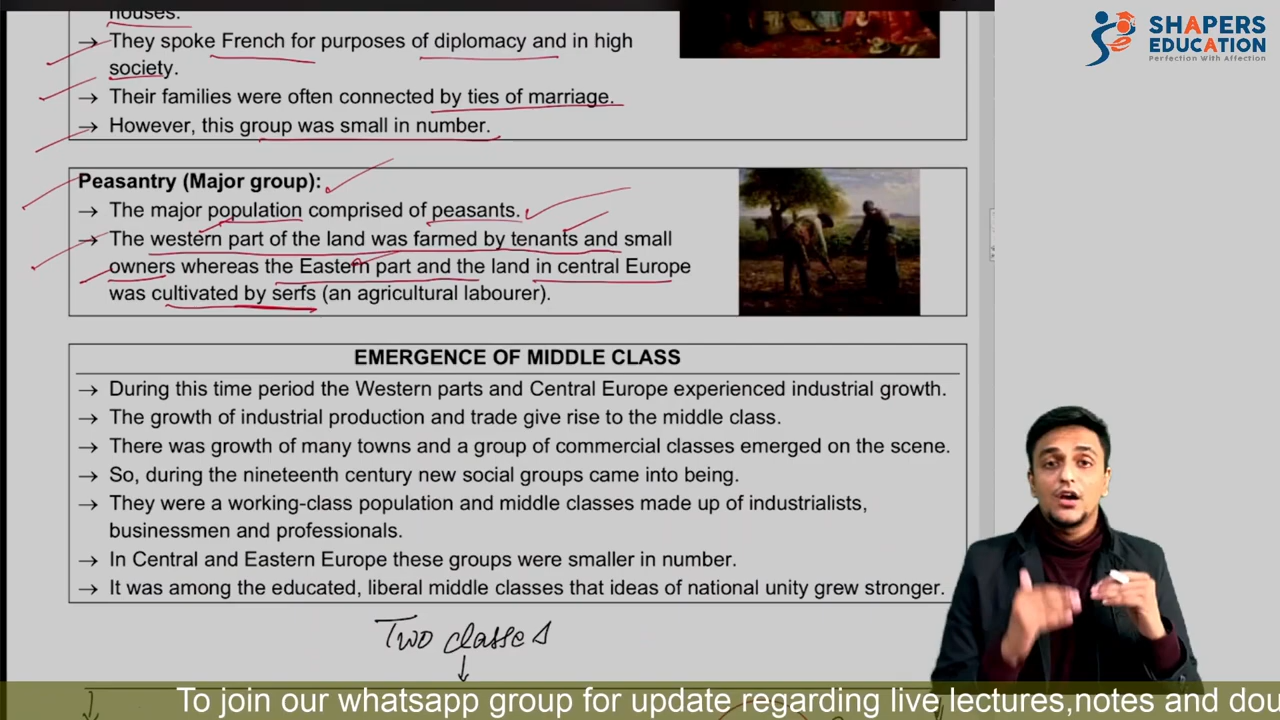 houses.
→ They spoke French for purposes of diplomacy and in high
society.
→ Their families were often connected by ties of marriage.
→ However, this group was small in number.
SHAPERS
EDUCATION
Perfection With Affection
Peasantry (Major group):
→ The major population comprised of peasants.
→ The western part of the land was farmed by tenants and small
owners whereas the Eastern part and the land in central Europe
was cultivated by serfs (an agricultural labourer).
EMERGENCE OF MIDDLE CLASS
→ During this time period the Western parts and Central Europe experienced industrial growth.
→ The growth of industrial production and trade give rise to the middle class.
→ There was growth of many towns and a group of commercial classes emerged on the scene.
→ So, during the nineteenth century new social groups came into being.
→ They were a working-class population and middle classes made up of industrialists,
businessmen and professionals.
→ In Central and Eastern Europe these groups were smaller in number.
→ It was among the educated, liberal middle classes that ideas of national unity grew stronger.
Two classes
To join our whatsapp group for update regarding live lectures,notes and dou